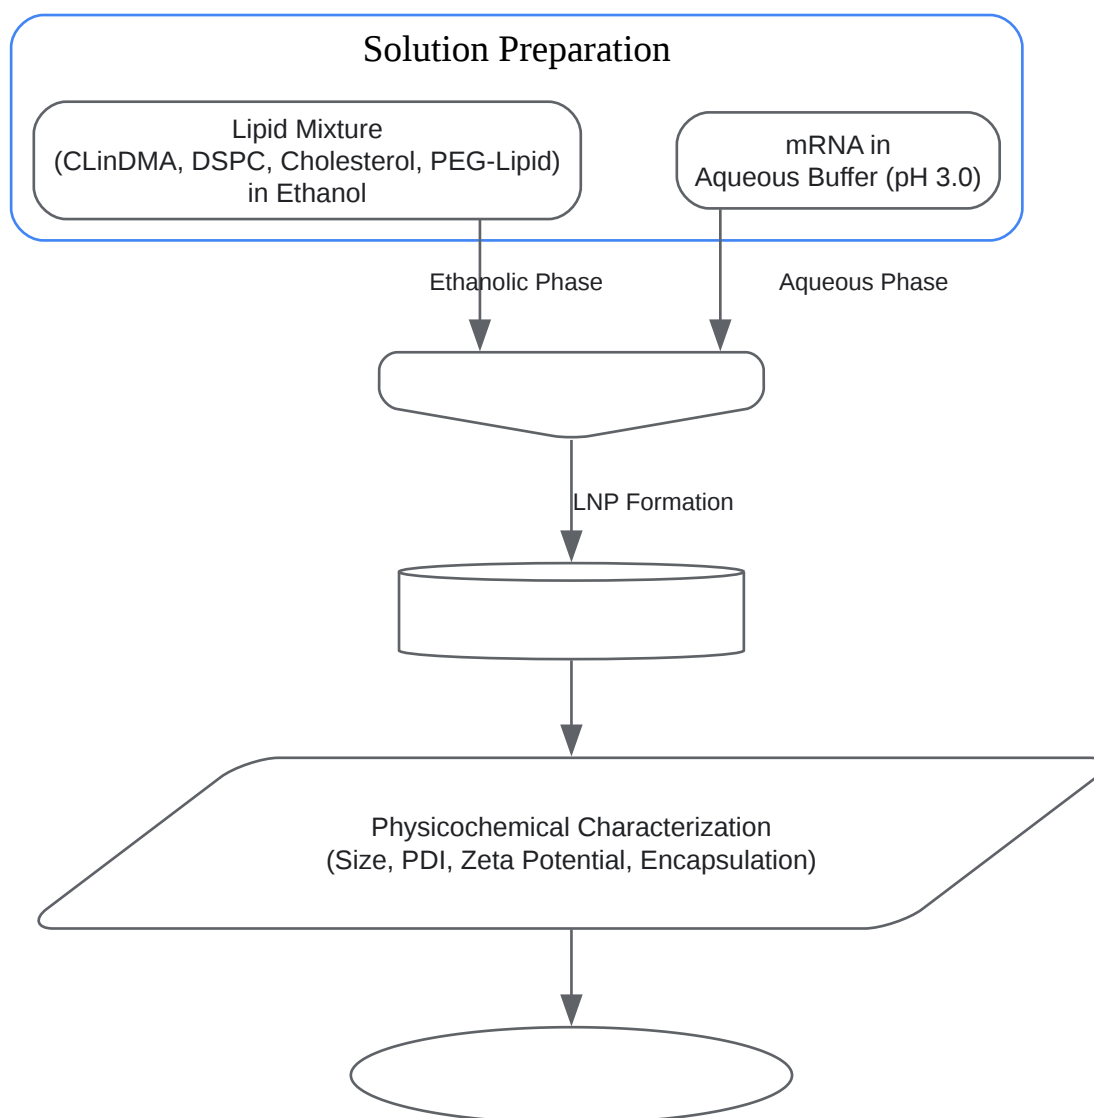 Solution Preparation
Lipid Mixture
(CLinDMA, DSPC, Cholesterol, PEG-Lipid)
in Ethanol
mRNA in
Aqueous Buffer (pH 3.0)
Ethanolic Phase
Aqueous Phase
LNP Formation
Physicochemical Characterization
(Size, PDI, Zeta Potential, Encapsulation)